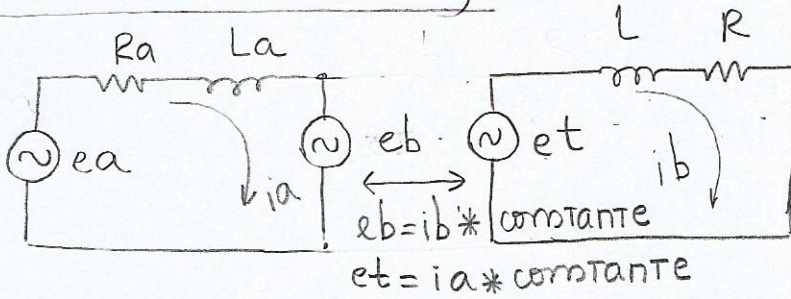 Ra La L R
ea ia eb et ib
eb=ib* constante
et=ia* constante